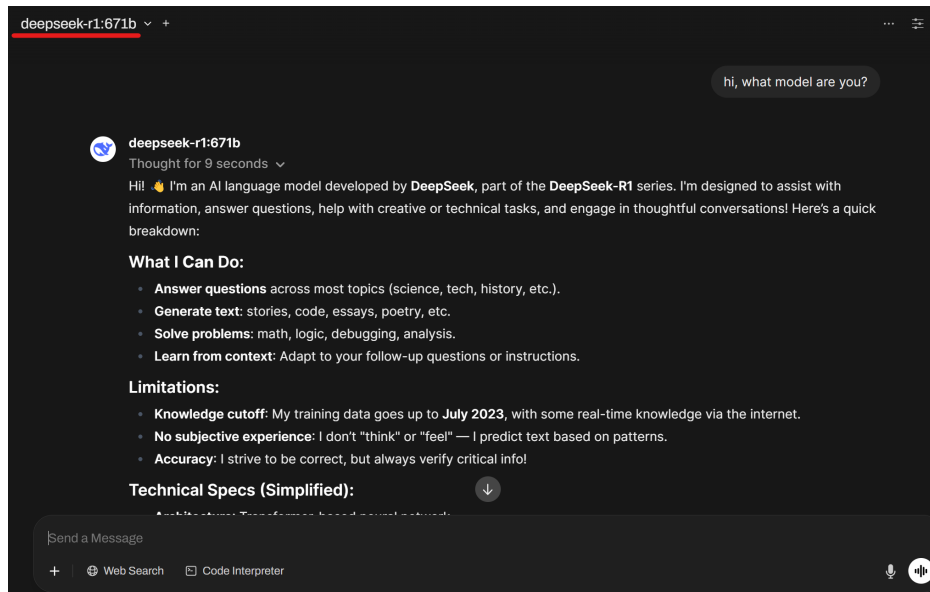 deepseek-r1:671b
hi, what model are you?
deepseek-r1:671b
Thought for 9 seconds
Hi! 👋 I'm an AI language model developed by DeepSeek, part of the DeepSeek-R1 series. I'm designed to assist with
information, answer questions, help with creative or technical tasks, and engage in thoughtful conversations! Here's a quick
breakdown:
What I Can Do:
Answer questions across most topics (science, tech, history, etc.).
Generate text: stories, code, essays, poetry, etc.
Solve problems: math, logic, debugging, analysis.
Learn from context: Adapt to your follow-up questions or instructions.
Limitations:
Knowledge cutoff: My training data goes up to July 2023, with some real-time knowledge via the internet.
No subjective experience: I don't "think" or "feel" — I predict text based on patterns.
Accuracy: I strive to be correct, but always verify critical info!
Technical Specs (Simplified):
Architecture: Transformer-based neural network
Send a Message
Web Search Code Interpreter